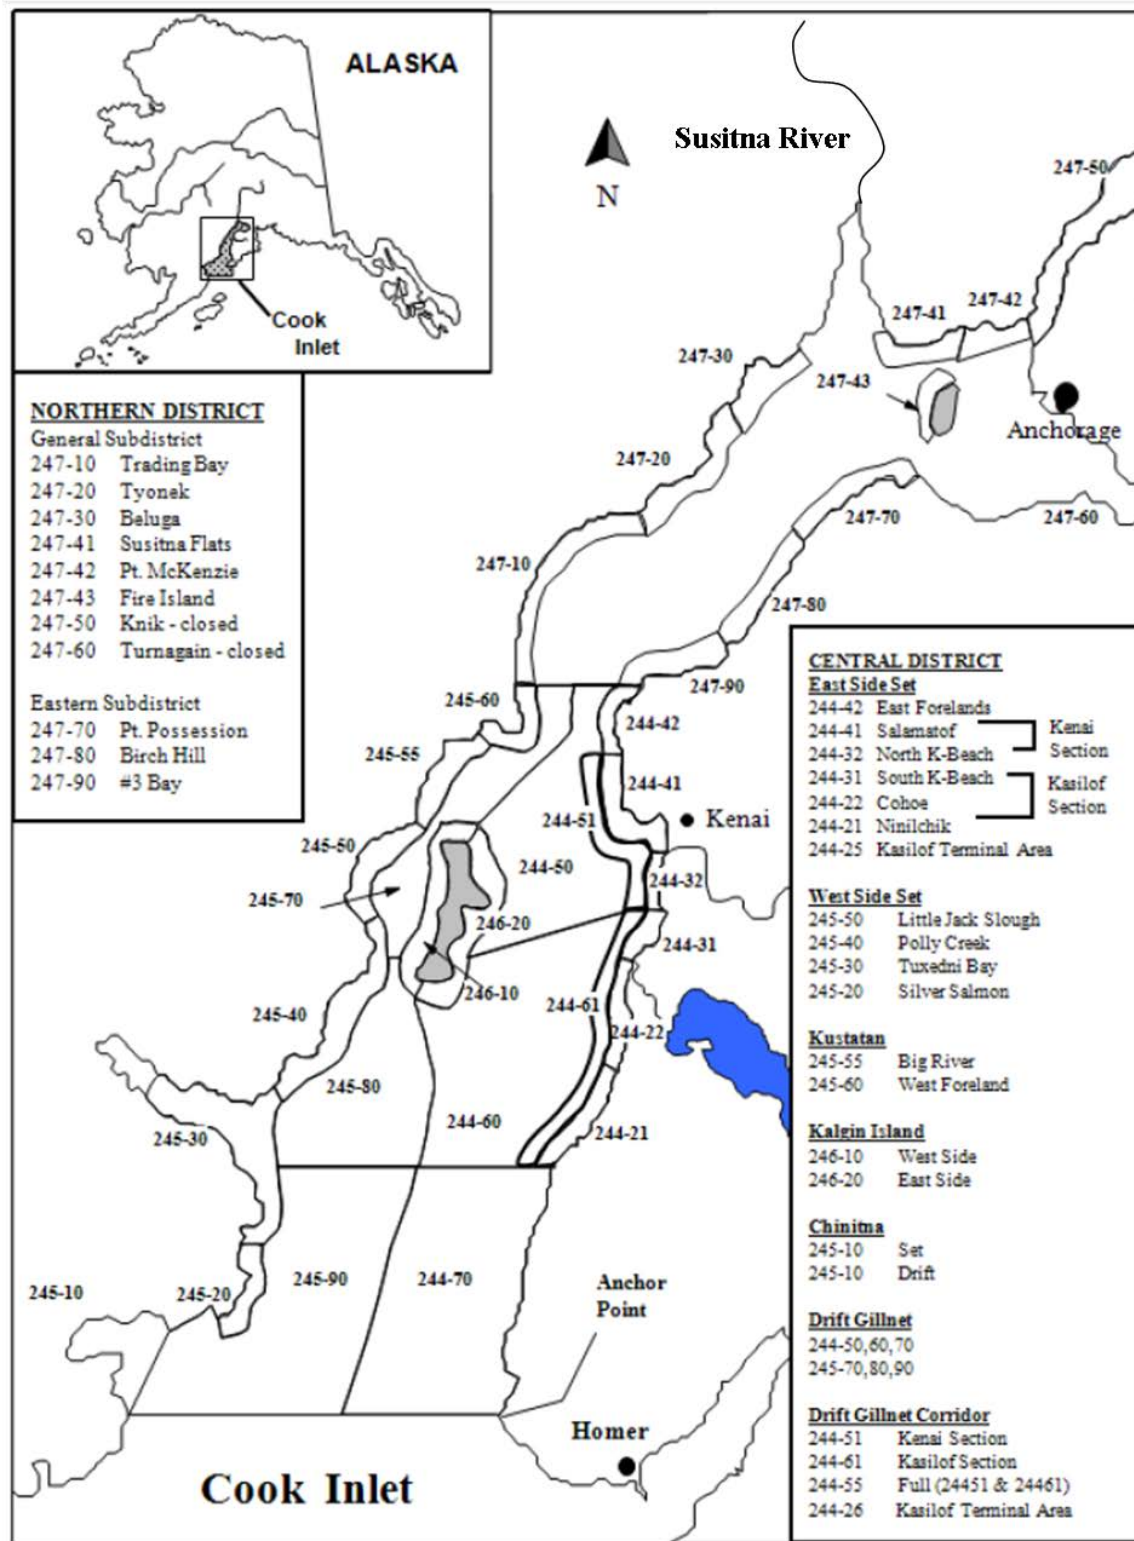 ALASKA
Cook
Inlet
N
Susitna River
NORTHERN DISTRICT
General Subdistrict
247-10 Trading Bay
247-20 Tyonek
247-30 Beluga
247-41 Susitna Flats
247-42 Pt. McKenzie
247-43 Fire Island
247-50 Knik - closed
247-60 Turnagain - closed
Eastern Subdistrict
247-70 Pt. Possession
247-80 Birch Hill
247-90 #3 Bay
247-50
247-42
247-41
247-30
247-43
Anchorage
247-20
247-70
247-60
247-10
247-80
247-90
245-60
244-42
245-55
244-41
244-51
Kenai
245-50
244-50
244-32
245-70
246-20
244-31
246-10
244-61
245-40
244-22
245-80
244-60
244-21
245-30
245-90
244-70
245-10
245-20
Anchor
Point
Homer
Cook Inlet
CENTRAL DISTRICT
East Side Set
244-42 East Forelands
244-41 Salamatof
244-32 North K-Beach
Kenai
Section
244-31 South K-Beach
244-22 Cohoe
Kasilof
Section
244-21 Ninilchik
244-25 Kasilof Terminal Area
West Side Set
245-50 Little Jack Slough
245-40 Polly Creek
245-30 Tuxedni Bay
245-20 Silver Salmon
Kustatan
245-55 Big River
245-60 West Foreland
Kalgin Island
246-10 West Side
246-20 East Side
Chinitna
245-10 Set
245-10 Drift
Drift Gillnet
244-50,60,70
245-70,80,90
Drift Gillnet Corridor
244-51 Kenai Section
244-61 Kasilof Section
244-55 Full (24451 & 24461)
244-26 Kasilof Terminal Area